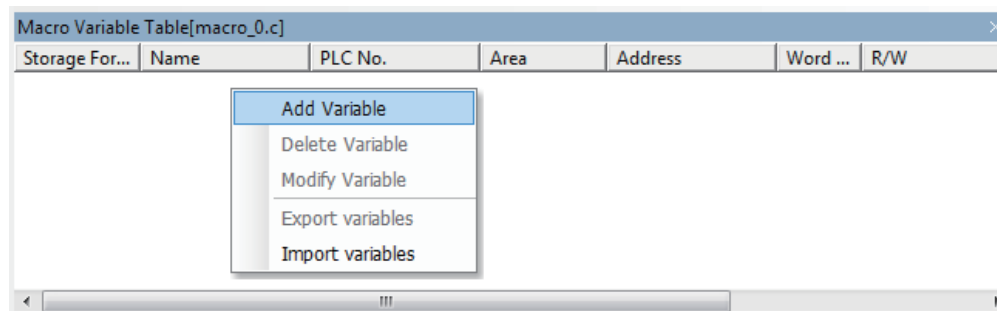 Macro Variable Table[macro_0.c]
Storage For... Name PLC No. Area Address Word ... R/W
Add Variable
Delete Variable
Modify Variable
Export variables
Import variables